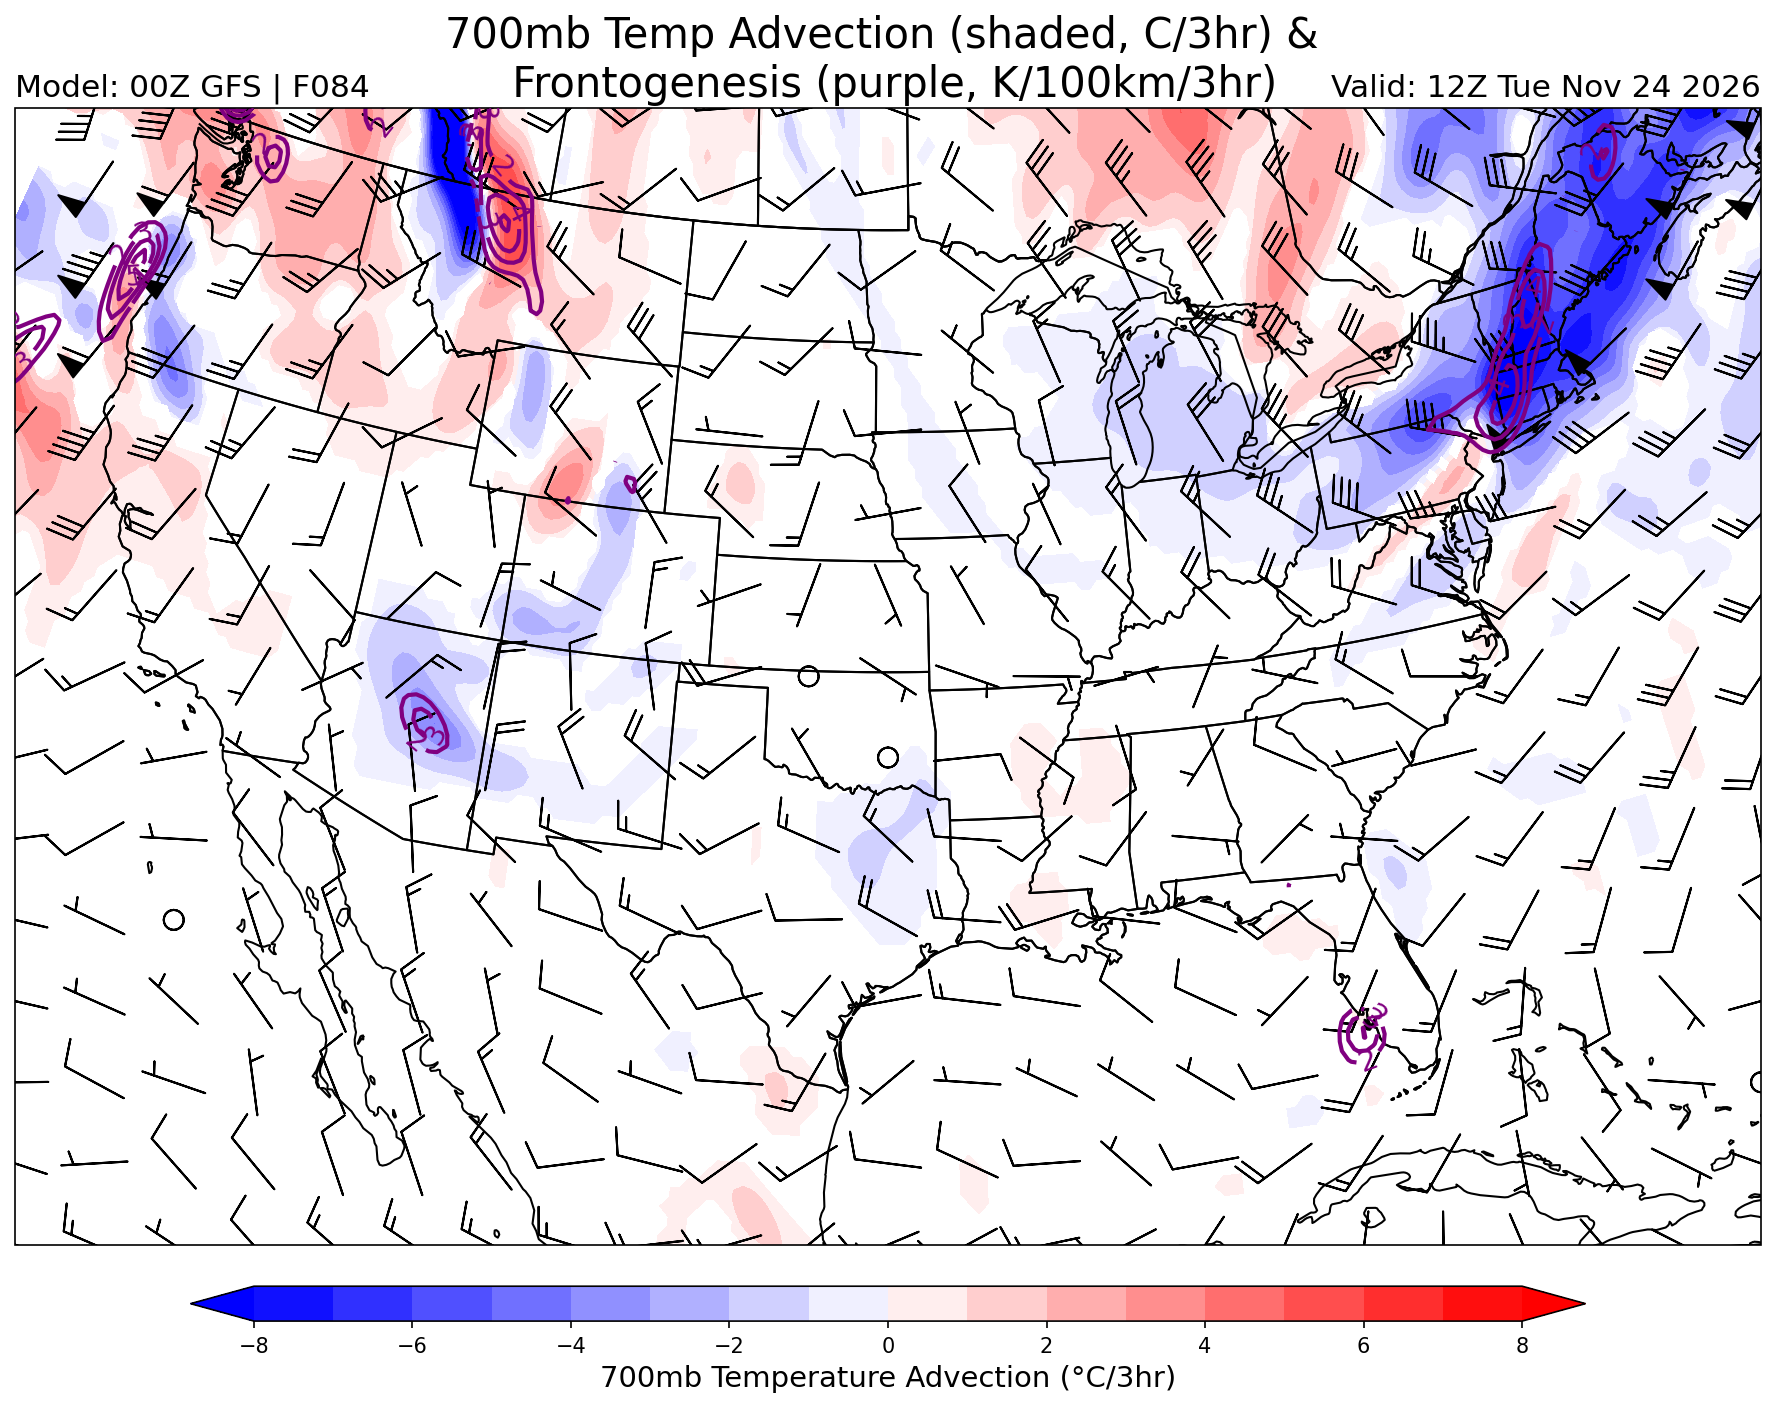 700mb Temp Advection (shaded, C/3hr) &
Model: 00Z GFS | F084 Frontogenesis (purple, K/100km/3hr) Valid: 12Z Tue Nov 24 2026
−8 −6 −4 −2 0 2 4 6 8
700mb Temperature Advection (°C/3hr)